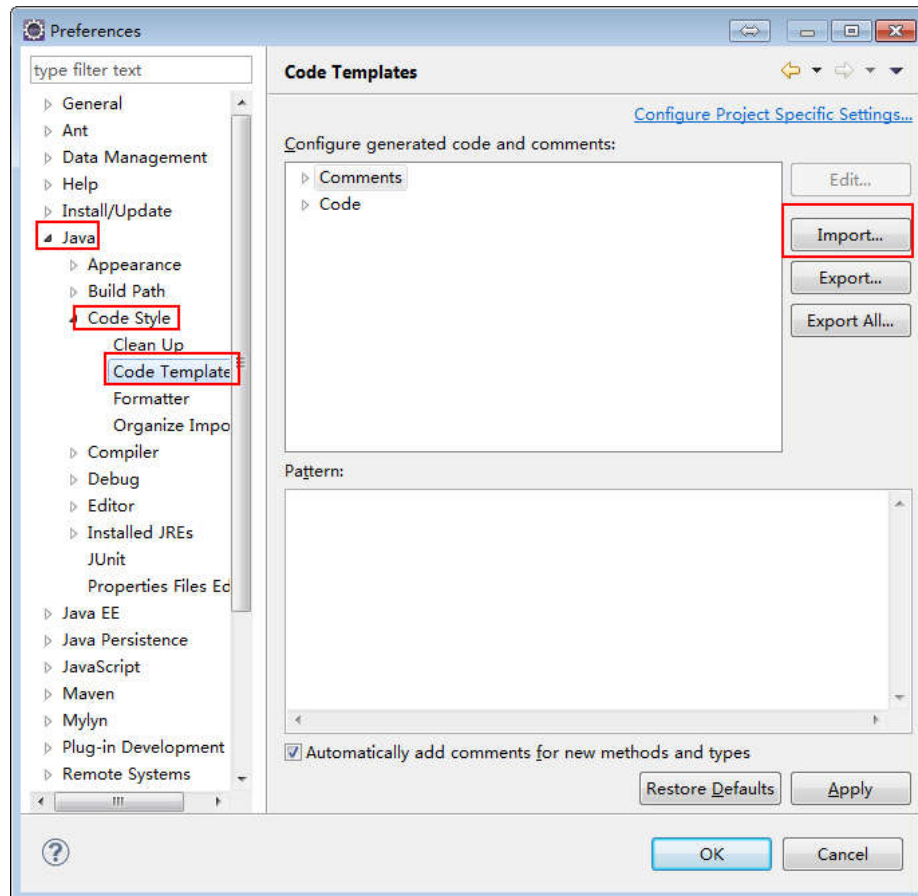 Preferences
type filter text
General
Ant
Data Management
Help
Install/Update
Java
Appearance
Build Path
Code Style
Clean Up
Code Template
Formatter
Organize Impo
Compiler
Debug
Editor
Installed JREs
JUnit
Properties Files Ed
Java EE
Java Persistence
JavaScript
Maven
Mylyn
Plug-in Development
Remote Systems
Code Templates
Configure Project Specific Settings...
Configure generated code and comments:
Comments
Code
Edit...
Import...
Export...
Export All...
Pattern:
Automatically add comments for new methods and types
Restore Defaults
Apply
OK
Cancel